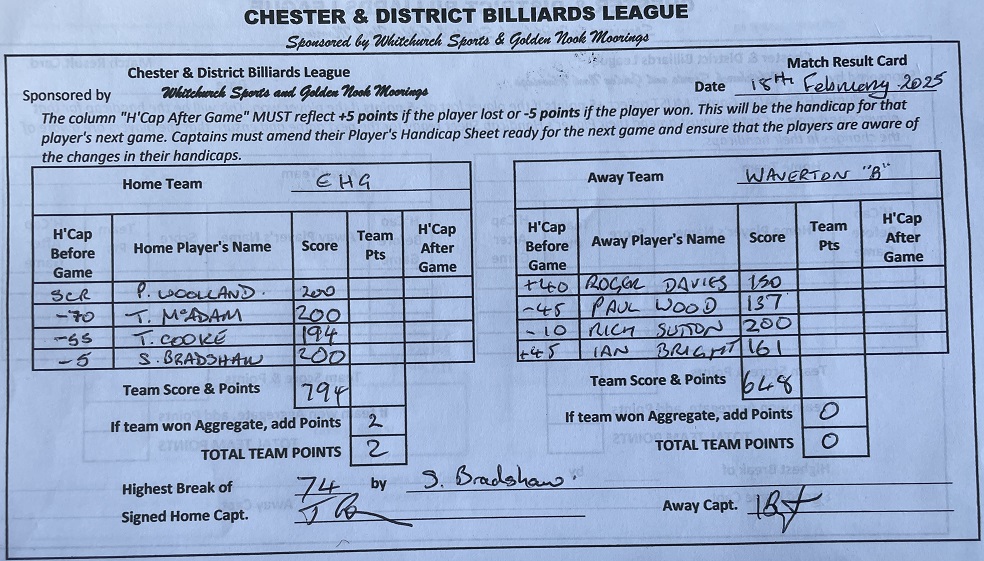 CHESTER & DISTRICT BILLIARDS LEAGUE
Sponsored by Whitchurch Sports & Golden Nook Moorings
Chester & District Billiards League Match Result Card
Sponsored by Whitchurch Sports and Golden Nook Moorings Date 18TH February 2025
The column "H'Cap After Game" MUST reflect +5 points if the player lost or -5 points if the player won. This will be the handicap for that
player's next game. Captains must amend their Player's Handicap Sheet ready for the next game and ensure that the players are aware of
the changes in their handicaps.
Home Team EHG
H'Cap Before Game Home Player's Name Score Team Pts H'Cap After Game
SCR P. WOOLLAND. 200
-70 T. McADAM 200
-55 T. COOKE 194
-5 S. BRADSHAW 200
Team Score & Points 794
If team won Aggregate, add Points 2
TOTAL TEAM POINTS 2
Away Team WAVERTON "B"
H'Cap Before Game Away Player's Name Score Team Pts H'Cap After Game
+40 ROGER DAVIES 150
-45 PAUL WOOD 137
-10 RICH SUTTON 200
+45 IAN BRIGHT 161
Team Score & Points 648
If team won Aggregate, add Points 0
TOTAL TEAM POINTS 0
Highest Break of 74 by S. Bradshaw.
Signed Home Capt.
Away Capt.